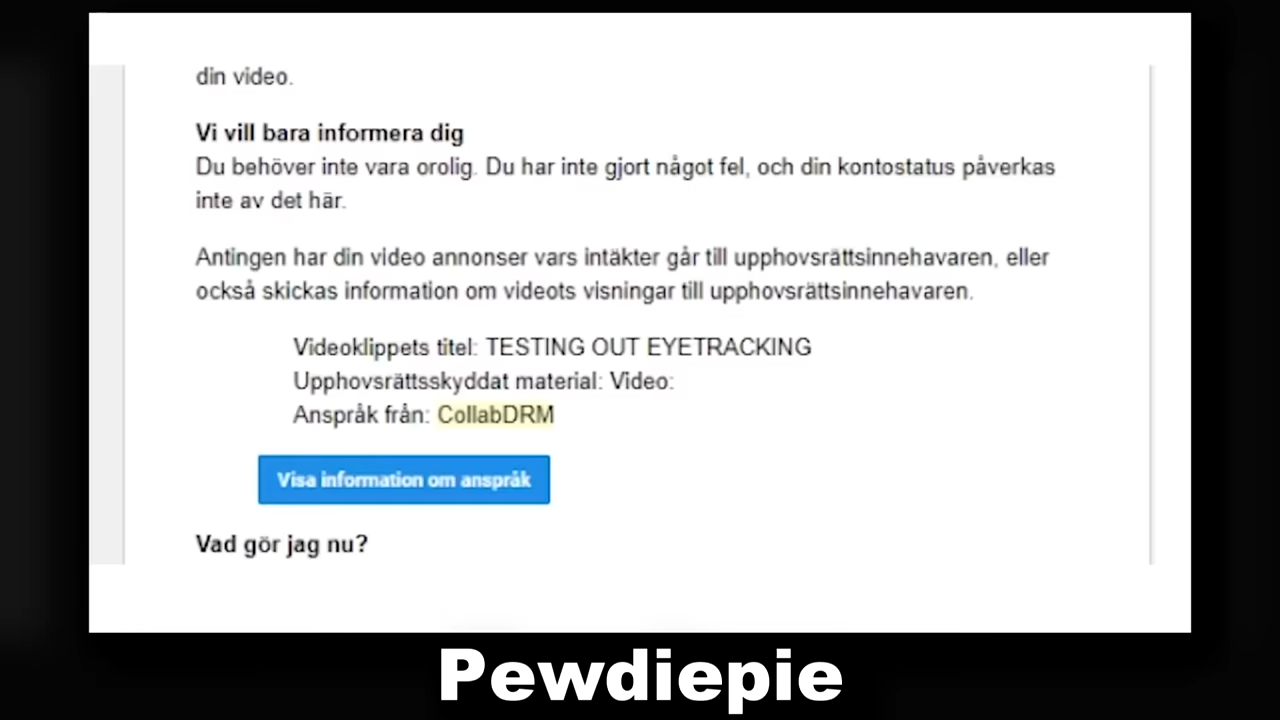 din video.
Vi vill bara informera dig
Du behöver inte vara orolig. Du har inte gjort något fel, och din kontostatus påverkas
inte av det här.
Antingen har din video annonser vars intäkter går till upphovsrättsinnehavaren, eller
också skickas information om videots visningar till upphovsrättsinnehavaren.
Videoklippets titel: TESTING OUT EYETRACKING
Upphovsrättsskyddat material: Video:
Anspråk från: CollabDRM
Visa information om anspråk
Vad gör jag nu?
Pewdiepie